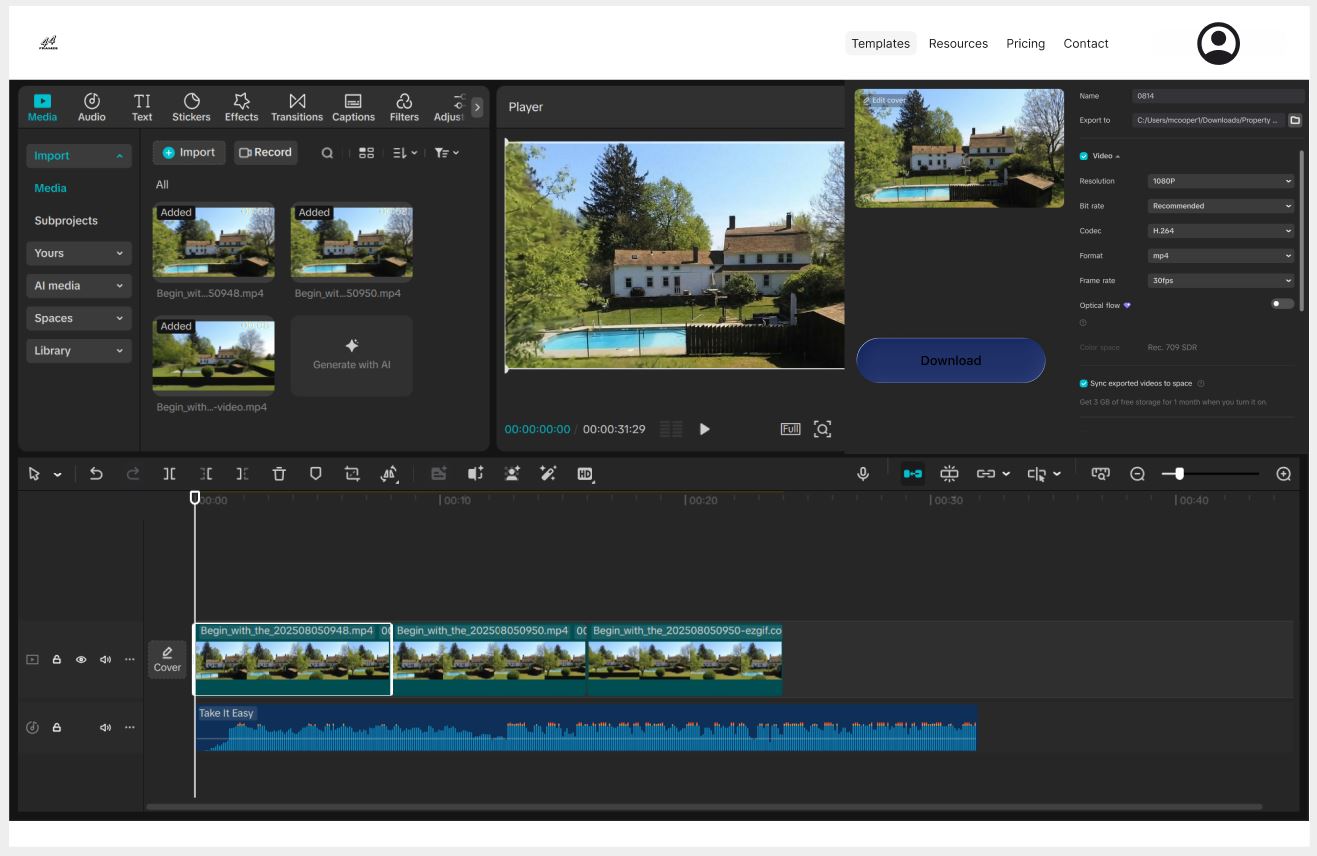 44
FRAMES
Templates
Resources
Pricing
Contact
Media
Audio
TI
Text
Stickers
Effects
Transitions
Captions
Filters
Adjus
Import
Media
Subprojects
Yours
AI media
Spaces
Library
Import
Record
All
Added
Begin_wit...50948.mp4
Added
Begin_wit...50950.mp4
Added
Begin_with...-video.mp4
Generate with AI
Player
00:00:00:00 / 00:00:31:29
Full
Edit cover
Download
Name
0814
Export to
C:/Users/mcooper1/Downloads/Property ...
Video
Resolution
1080P
Bit rate
Recommended
Codec
H.264
Format
mp4
Frame rate
30fps
Optical flow
Color space
Rec. 709 SDR
Sync exported videos to space
Get 3 GB of free storage for 1 month when you turn it on.
HD
00:00
00:10
00:20
00:30
00:40
Cover
Begin_with_the_202508050948.mp4
Begin_with_the_202508050950.mp4
Begin_with_the_202508050950-ezgif.co
Take It Easy